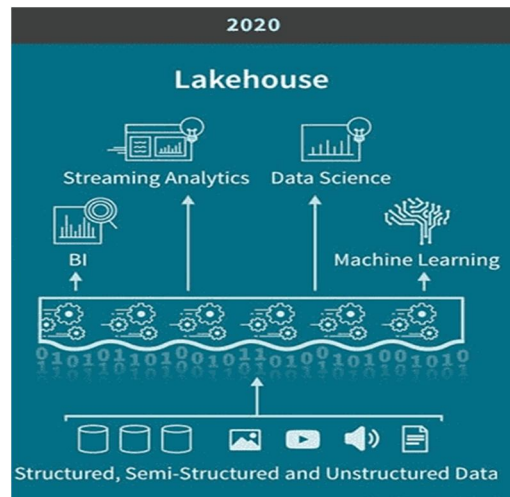 2020
Lakehouse
Streaming Analytics Data Science
BI Machine Learning
Structured, Semi-Structured and Unstructured Data